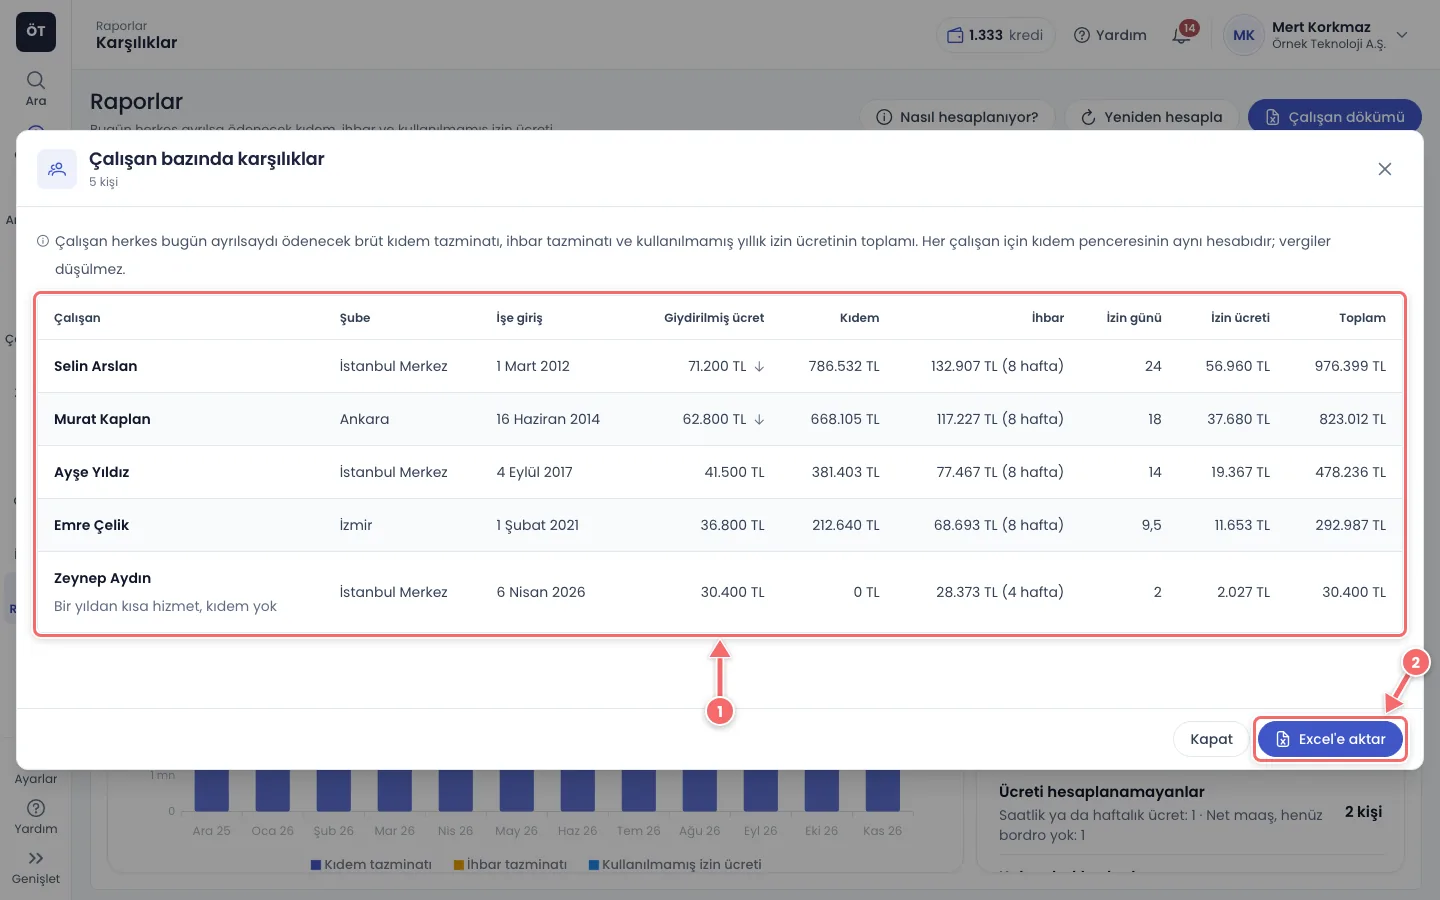 ÖT
Raporlar
Karşılıklar
1.333 kredi
Yardım
14
MK
Mert Korkmaz
Örnek Teknoloji A.Ş.
Ara
Raporlar
Bugün herkes ayrılsa ödenecek kıdem, ihbar ve kullanılmamış izin ücreti
Nasıl hesaplanıyor?
Yeniden hesapla
Çalışan dökümü
Çalışan bazında karşılıklar
5 kişi
Çalışan herkes bugün ayrılsaydı ödenecek brüt kıdem tazminatı, ihbar tazminatı ve kullanılmamış yıllık izin ücretinin toplamı. Her çalışan için kıdem penceresinin aynı hesabıdır; vergiler
düşülmez.
Çalışan Şube İşe giriş Giydirilmiş ücret Kıdem İhbar İzin günü İzin ücreti Toplam
Selin Arslan İstanbul Merkez 1 Mart 2012 71.200 TL ↓ 786.532 TL 132.907 TL (8 hafta) 24 56.960 TL 976.399 TL
Murat Kaplan Ankara 16 Haziran 2014 62.800 TL ↓ 668.105 TL 117.227 TL (8 hafta) 18 37.680 TL 823.012 TL
Ayşe Yıldız İstanbul Merkez 4 Eylül 2017 41.500 TL 381.403 TL 77.467 TL (8 hafta) 14 19.367 TL 478.236 TL
Emre Çelik İzmir 1 Şubat 2021 36.800 TL 212.640 TL 68.693 TL (8 hafta) 9,5 11.653 TL 292.987 TL
Zeynep Aydın İstanbul Merkez 6 Nisan 2026 30.400 TL 0 TL 28.373 TL (4 hafta) 2 2.027 TL 30.400 TL
Bir yıldan kısa hizmet, kıdem yok
1
2
Kapat
Excel'e aktar
Ayarlar
Yardım
Genişlet
1 mn
0
Ara 25 Oca 26 Şub 26 Mar 26 Nis 26 May 26 Haz 26 Tem 26 Ağu 26 Eyl 26 Eki 26 Kas 26
Kıdem tazminatı İhbar tazminatı Kullanılmamış izin ücreti
Ücreti hesaplanamayanlar
Saatlik ya da haftalık ücret: 1 · Net maaş, henüz
bordro yok: 1
2 kişi